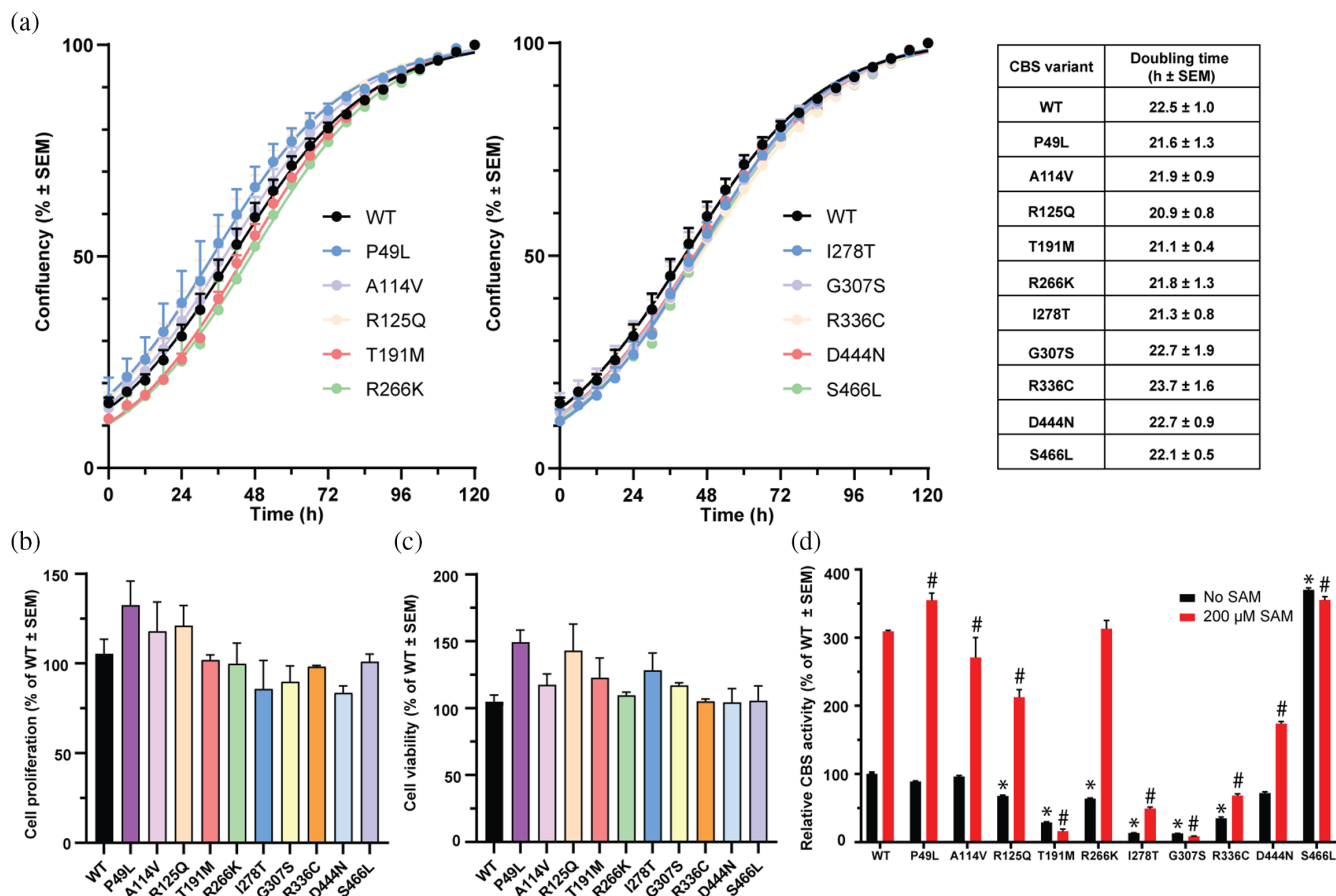 (a)
100
50
0
Confluency (% ± SEM)
0 24 48 72 96 120
Time (h)
WT
P49L
A114V
R125Q
T191M
R266K
100
50
0
Confluency (% ± SEM)
0 24 48 72 96 120
Time (h)
WT
I278T
G307S
R336C
D444N
S466L
CBS variant Doubling time (h ± SEM)
WT 22.5 ± 1.0
P49L 21.6 ± 1.3
A114V 21.9 ± 0.9
R125Q 20.9 ± 0.8
T191M 21.1 ± 0.4
R266K 21.8 ± 1.3
I278T 21.3 ± 0.8
G307S 22.7 ± 1.9
R336C 23.7 ± 1.6
D444N 22.7 ± 0.9
S466L 22.1 ± 0.5
(b)
150
100
50
0
Cell proliferation (% of WT ± SEM)
WT P49L A114V R125Q T191M R266K I278T G307S R336C D444N S466L
(c)
200
150
100
50
0
Cell viability (% of WT ± SEM)
WT P49L A114V R125Q T191M R266K I278T G307S R336C D444N S466L
(d)
400
300
200
100
0
Relative CBS activity (% of WT ± SEM)
No SAM
200 µM SAM
# # * # * # * * # * # * # # * #
WT P49L A114V R125Q T191M R266K I278T G307S R336C D444N S466L